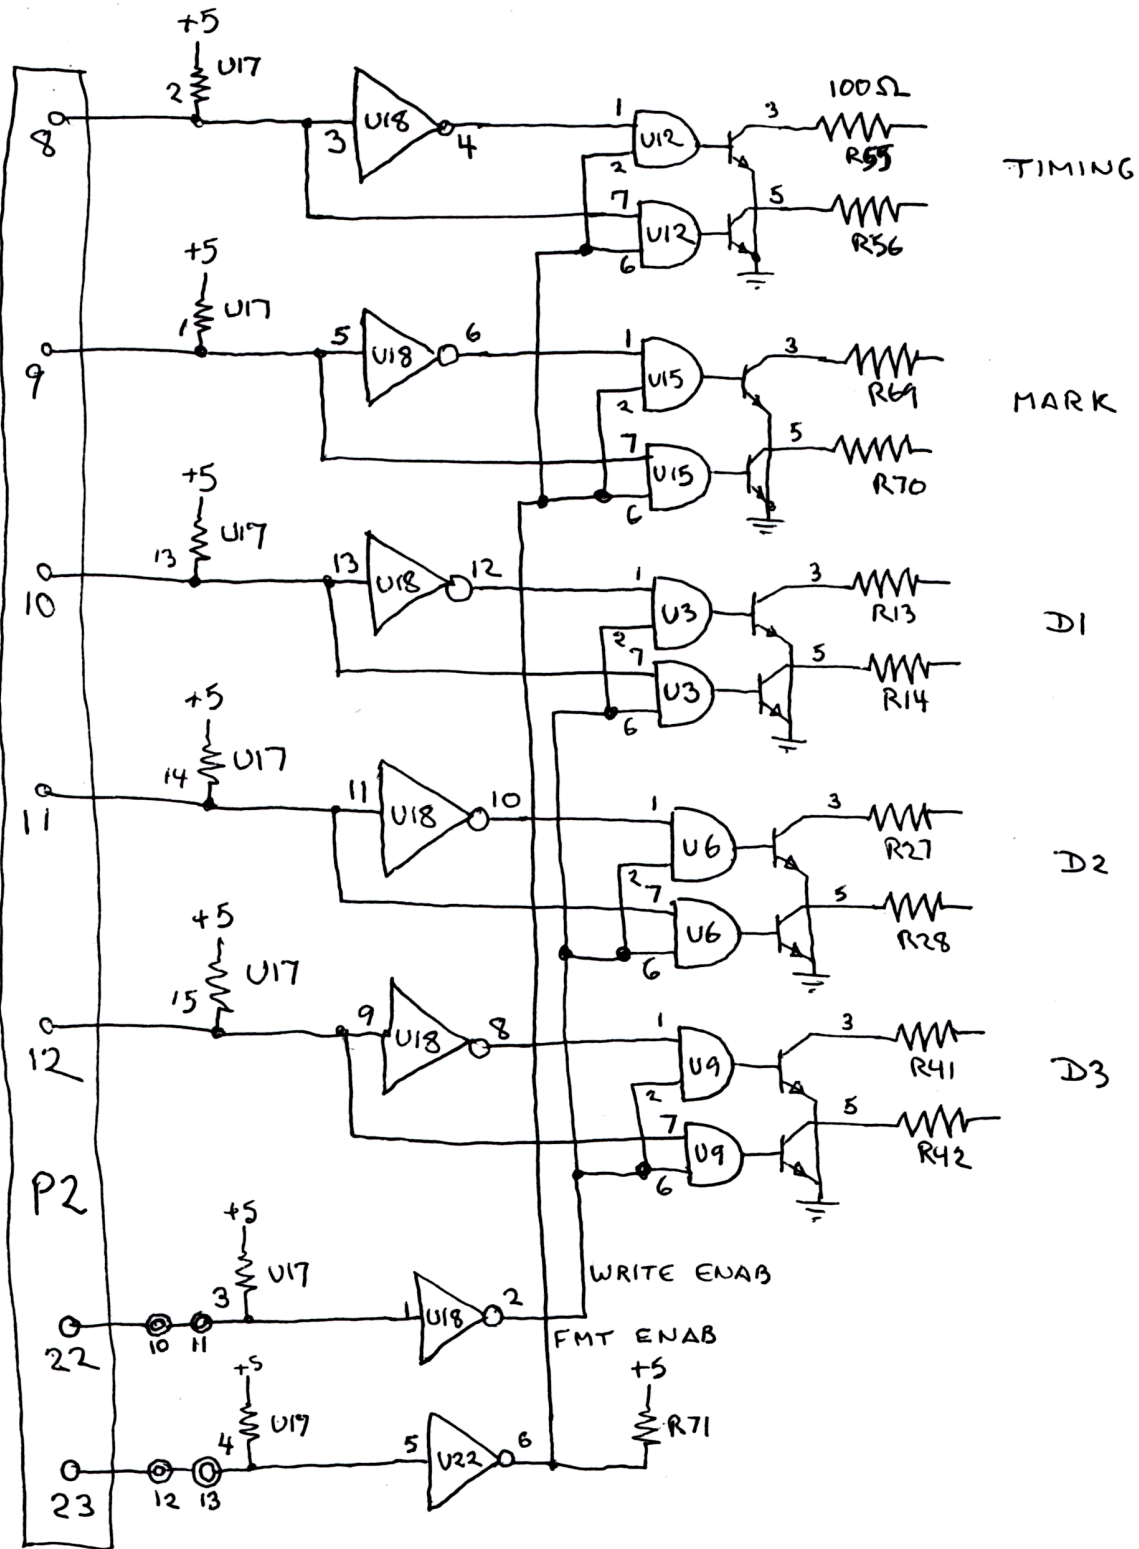 +5
U17
2
8
3
U18
4
1
U12
2
3
100Ω
R55
TIMING
7
U12
6
5
R56
+5
U17
1
9
5
U18
6
1
U15
2
3
R69
MARK
7
U15
6
5
R70
+5
U17
13
10
13
U18
12
1
U3
2
3
R13
D1
7
U3
6
5
R14
+5
U17
14
11
11
U18
10
1
U6
2
3
R27
D2
7
U6
6
5
R28
+5
U17
15
12
9
U18
8
1
U9
2
3
R41
D3
7
U9
6
5
R42
P2
+5
U17
3
22
10
11
1
U18
2
WRITE ENAB
FMT ENAB
+5
4
23
12
13
5
U22
6
+5
R71